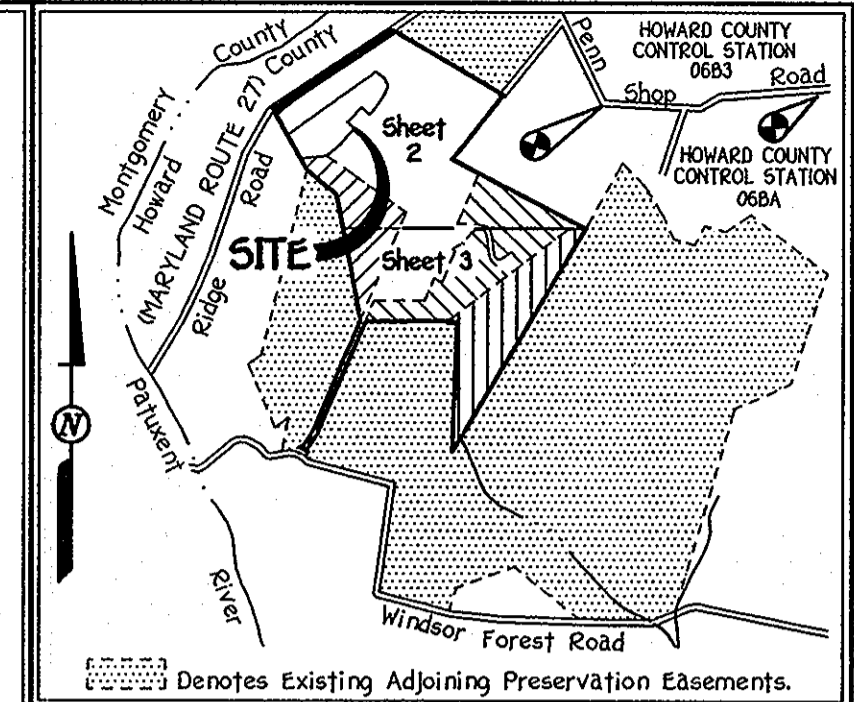 HOWARD COUNTY
CONTROL STATION
06B3
Penn
Shop
Road
HOWARD COUNTY
CONTROL STATION
06BA
County
Montgomery
Howard
County
(MARYLAND ROUTE 27)
Ridge
Road
Sheet
2
SITE
Sheet 3
Patuxent
River
N
Windsor Forest Road
Denotes Existing Adjoining Preservation Easements.